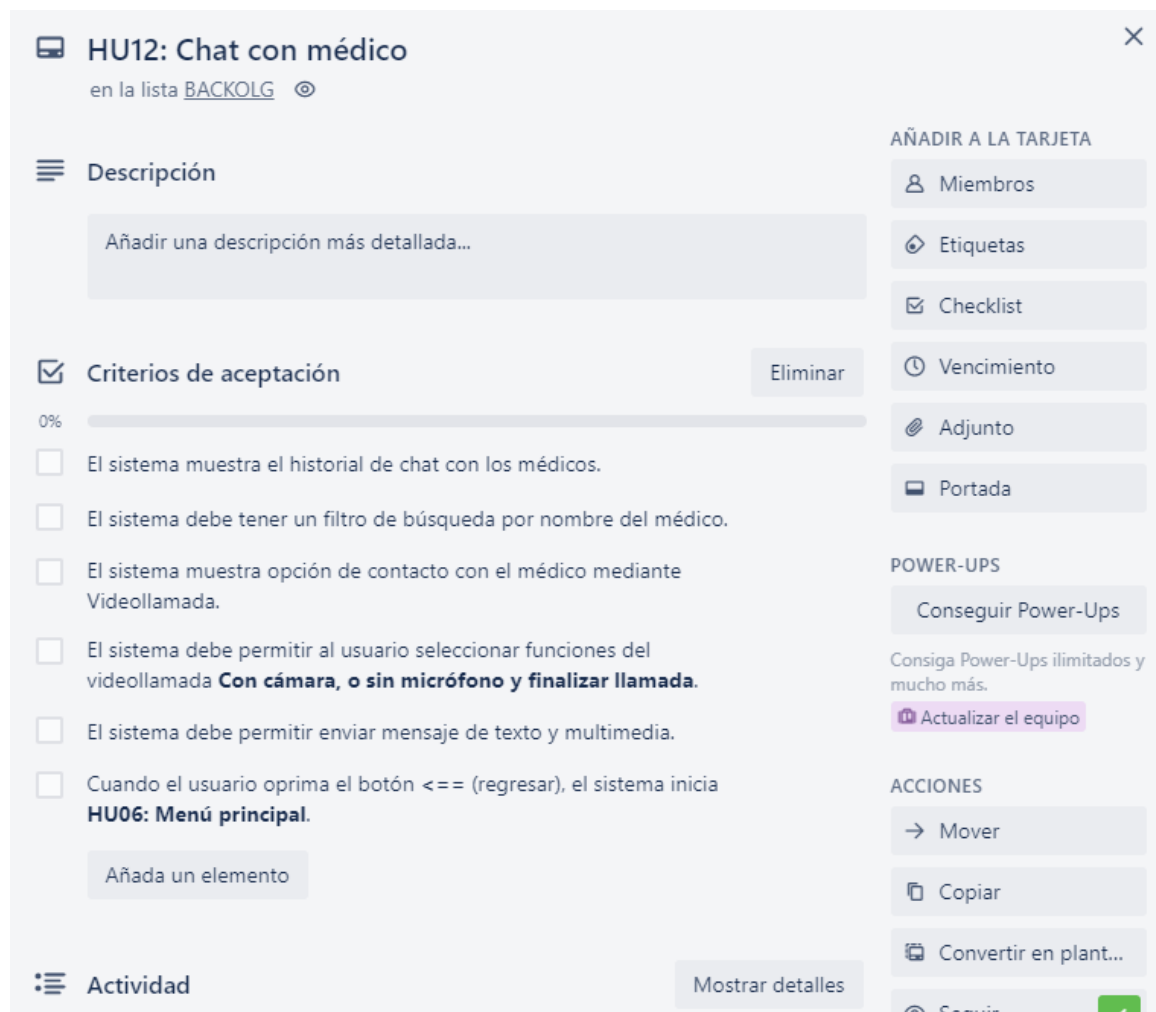 HU12: Chat con médico
en la lista BACKOLG
Descripción
Añadir una descripción más detallada...
Criterios de aceptación
Eliminar
0%
El sistema muestra el historial de chat con los médicos.
El sistema debe tener un filtro de búsqueda por nombre del médico.
El sistema muestra opción de contacto con el médico mediante
Videollamada.
El sistema debe permitir al usuario seleccionar funciones del
videollamada Con cámara, o sin micrófono y finalizar llamada.
El sistema debe permitir enviar mensaje de texto y multimedia.
Cuando el usuario oprima el botón <== (regresar), el sistema inicia
HU06: Menú principal.
Añada un elemento
Actividad
Mostrar detalles
AÑADIR A LA TARJETA
Miembros
Etiquetas
Checklist
Vencimiento
Adjunto
Portada
POWER-UPS
Conseguir Power-Ups
Consiga Power-Ups ilimitados y
mucho más.
Actualizar el equipo
ACCIONES
Mover
Copiar
Convertir en plant...
Seguir